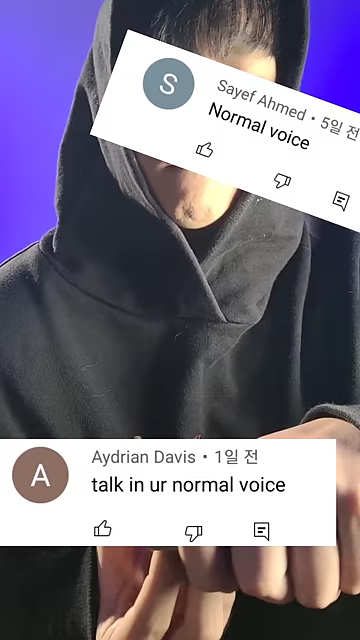 S
Sayef Ahmed • 5일 전
Normal voice
A
Aydrian Davis • 1일 전
talk in ur normal voice